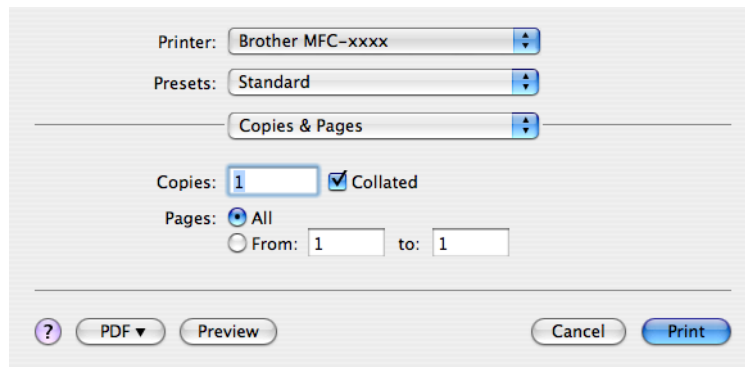 Printer: Brother MFC-xxxx
Presets: Standard
Copies & Pages
Copies: 1 Collated
Pages: All
From: 1 to: 1
? PDF▼ Preview Cancel Print